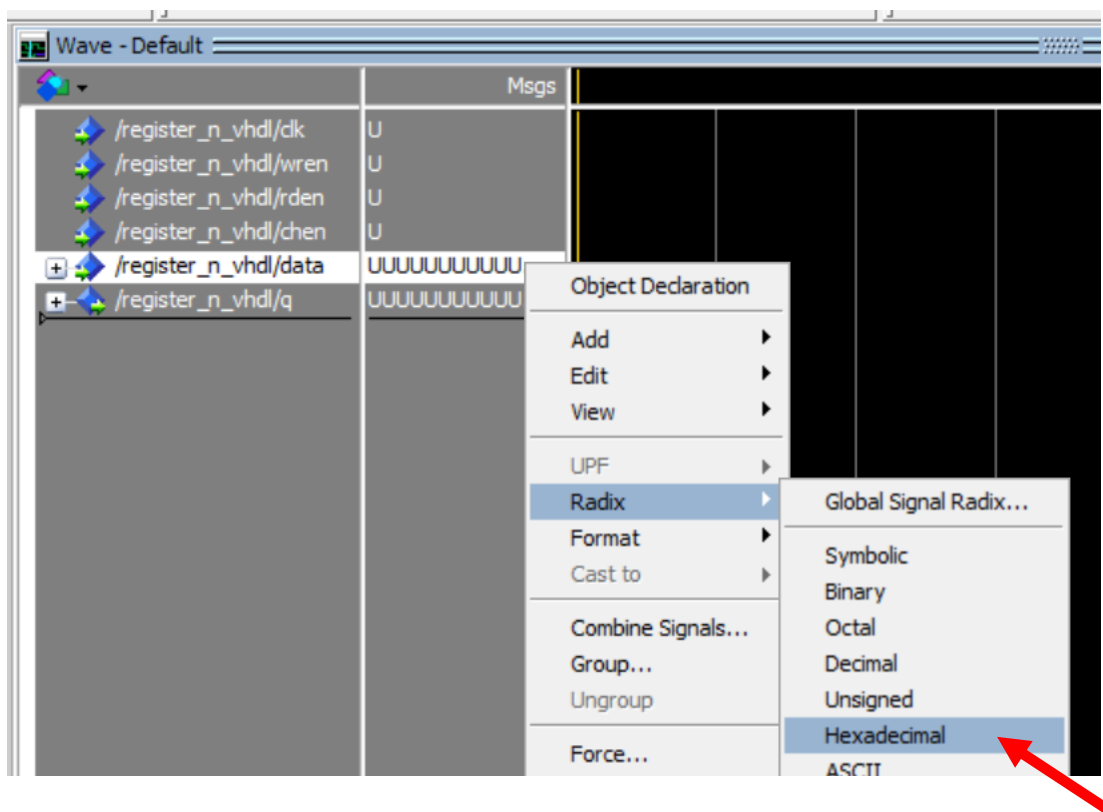 Wave - Default
Msgs
/register_n_vhdl/clk U
/register_n_vhdl/wren U
/register_n_vhdl/rden U
/register_n_vhdl/chen U
/register_n_vhdl/data UUUUUUUUUUU
/register_n_vhdl/q UUUUUUUUUUU
Object Declaration
Add
Edit
View
UPF
Radix
Format
Cast to
Combine Signals...
Group...
Ungroup
Force...
Global Signal Radix...
Symbolic
Binary
Octal
Decimal
Unsigned
Hexadecimal
ASCII